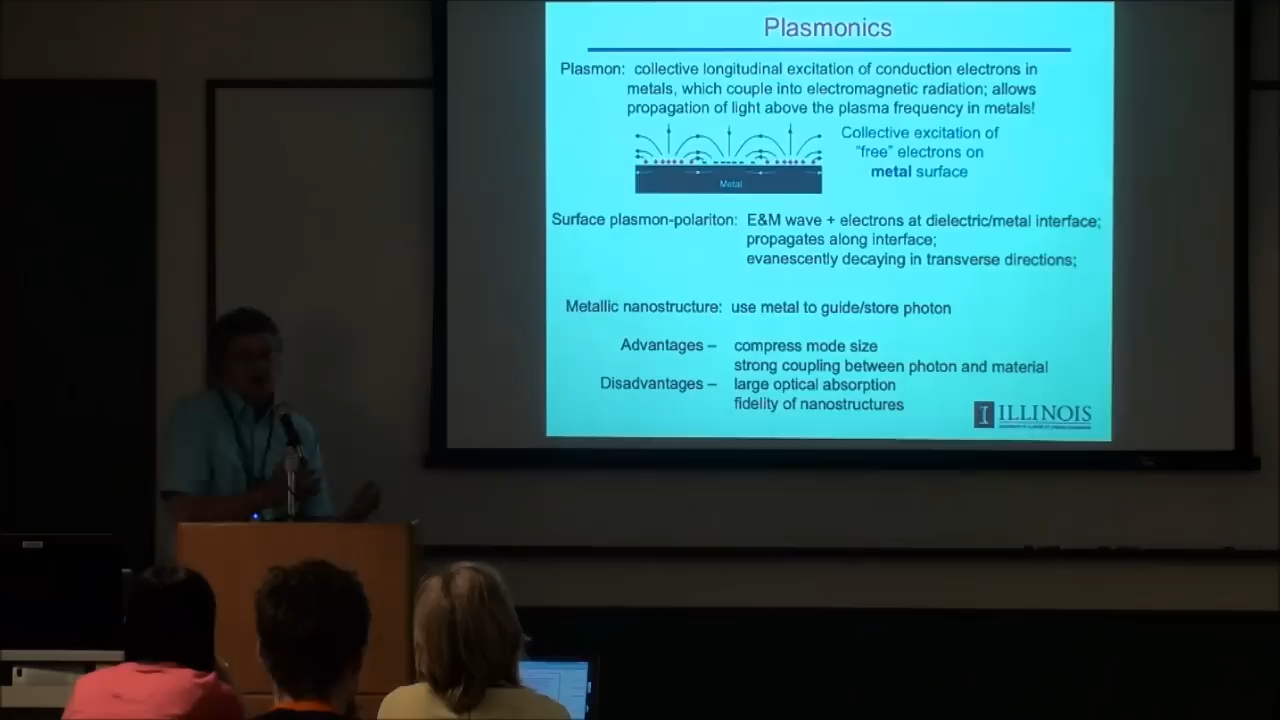 Plasmonics
Plasmon: collective longitudinal excitation of conduction electrons in
metals, which couple into electromagnetic radiation; allows
propagation of light above the plasma frequency in metals!
Collective excitation of
"free" electrons on
metal surface
Metal
Surface plasmon-polariton: E&M wave + electrons at dielectric/metal interface;
propagates along interface;
evanescently decaying in transverse directions;
Metallic nanostructure: use metal to guide/store photon
Advantages – compress mode size
strong coupling between photon and material
Disadvantages – large optical absorption
fidelity of nanostructures
I ILLINOIS